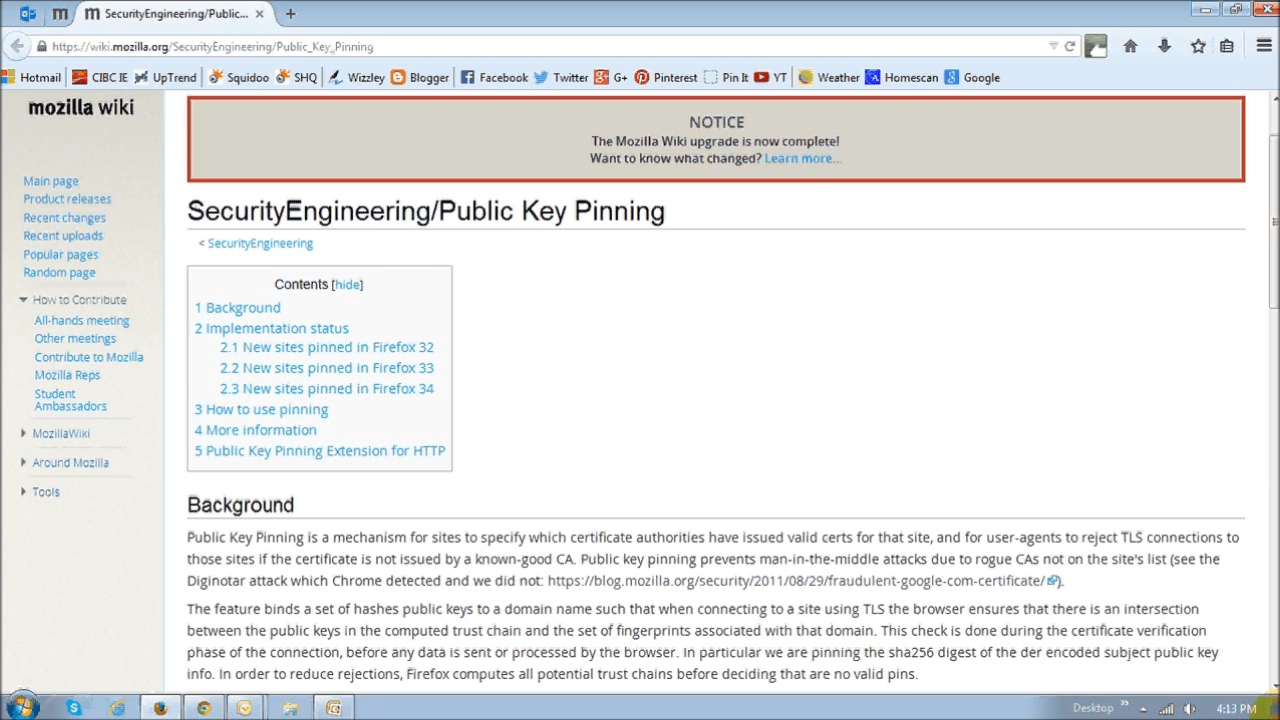 SecurityEngineering/Public...
https://wiki.mozilla.org/SecurityEngineering/Public_Key_Pinning
Hotmail CIBC IE UpTrend Squidoo SHQ Wizzley Blogger Facebook Twitter G+ Pinterest Pin It YT Weather Homescan Google
mozilla wiki
Main page
Product releases
Recent changes
Recent uploads
Popular pages
Random page
How to Contribute
All-hands meeting
Other meetings
Contribute to Mozilla
Mozilla Reps
Student
Ambassadors
MozillaWiki
Around Mozilla
Tools
NOTICE
The Mozilla Wiki upgrade is now complete!
Want to know what changed? Learn more...
SecurityEngineering/Public Key Pinning
< SecurityEngineering
Contents [hide]
1 Background
2 Implementation status
2.1 New sites pinned in Firefox 32
2.2 New sites pinned in Firefox 33
2.3 New sites pinned in Firefox 34
3 How to use pinning
4 More information
5 Public Key Pinning Extension for HTTP
Background
Public Key Pinning is a mechanism for sites to specify which certificate authorities have issued valid certs for that site, and for user-agents to reject TLS connections to
those sites if the certificate is not issued by a known-good CA. Public key pinning prevents man-in-the-middle attacks due to rogue CAs not on the site's list (see the
Diginotar attack which Chrome detected and we did not: https://blog.mozilla.org/security/2011/08/29/fraudulent-google-com-certificate/).
The feature binds a set of hashes public keys to a domain name such that when connecting to a site using TLS the browser ensures that there is an intersection
between the public keys in the computed trust chain and the set of fingerprints associated with that domain. This check is done during the certificate verification
phase of the connection, before any data is sent or processed by the browser. In particular we are pinning the sha256 digest of the der encoded subject public key
info. In order to reduce rejections, Firefox computes all potential trust chains before deciding that are no valid pins.
Desktop
4:13 PM